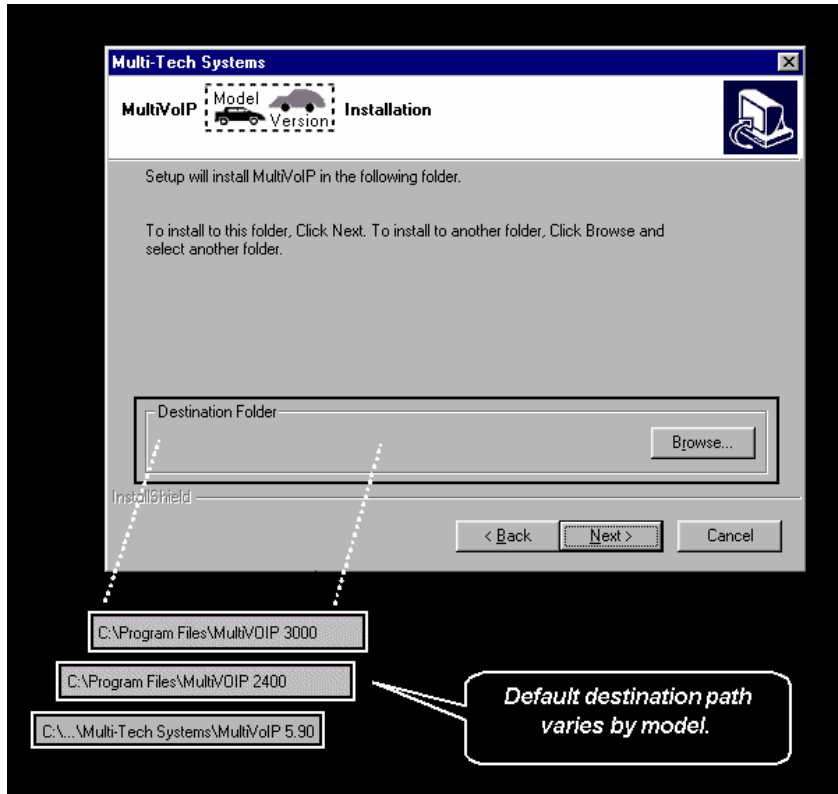 Multi-Tech Systems
MultiVoIP Model Version Installation
Setup will install MultiVoIP in the following folder.
To install to this folder, Click Next. To install to another folder, Click Browse and
select another folder.
Destination Folder
Browse...
InstallShield
< Back Next > Cancel
C:\Program Files\MultiVOIP 3000
C:\Program Files\MultiVOIP 2400
C:\...\Multi-Tech Systems\MultiVoIP 5.90
Default destination path
varies by model.